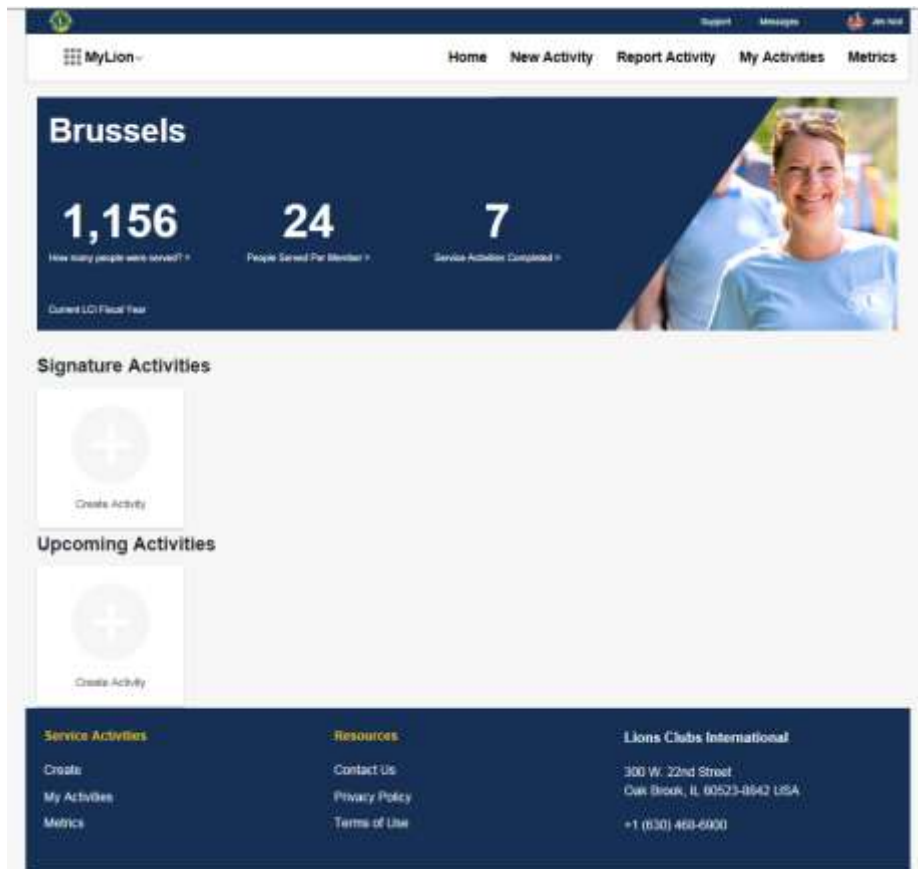 Support Messages
MyLion
Home New Activity Report Activity My Activities Metrics
Brussels
1,156 24 7
How many people were served? > People Served Per Member > Service Activities Completed >
Current LCI Fiscal Year
Signature Activities
Create Activity
Upcoming Activities
Create Activity
Service Activities Resources Lions Clubs International
Create Contact Us 300 W. 22nd Street
My Activities Privacy Policy Oak Brook, IL 60523-8842 USA
Metrics Terms of Use +1 (630) 468-6900